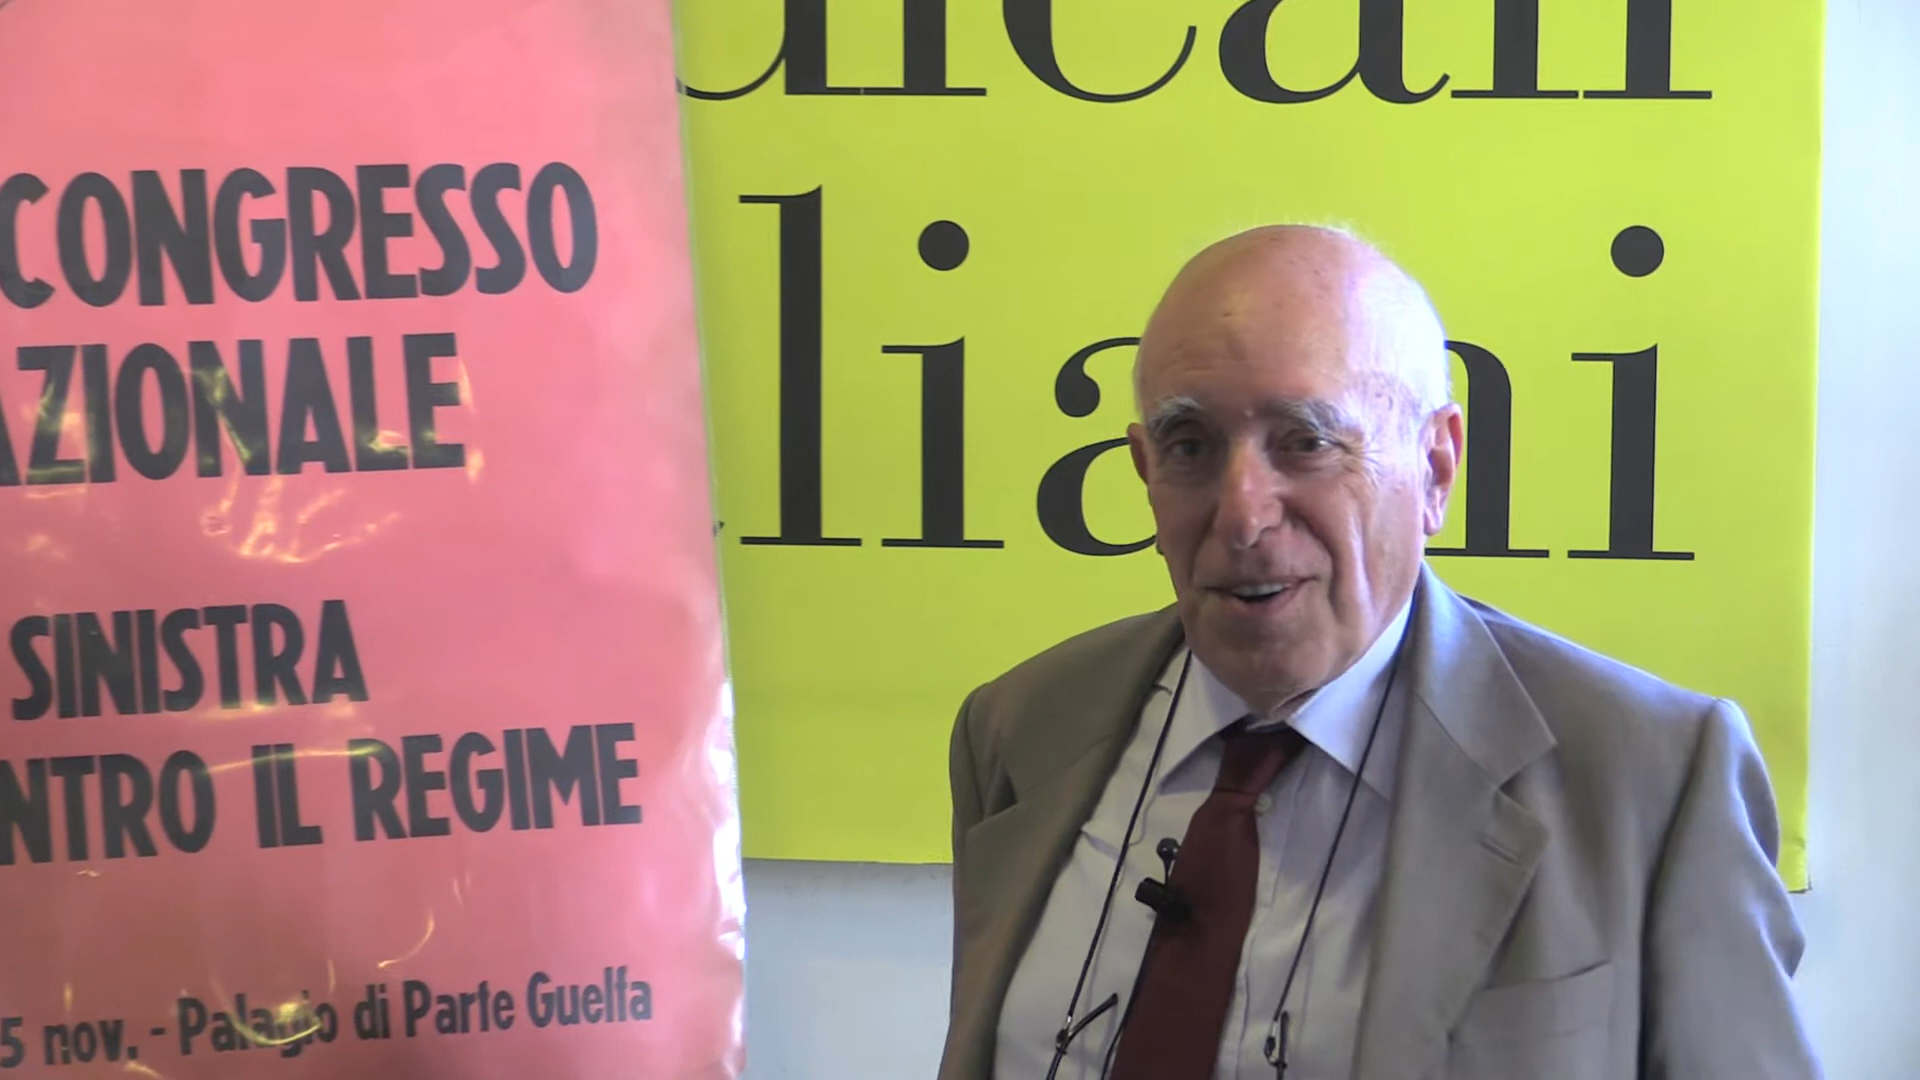 CONGRESSO
AZIONALE
SINISTRA
NTRO IL REGIME
5 nov. - Palagio di Parte Guelfa
dicali
liani